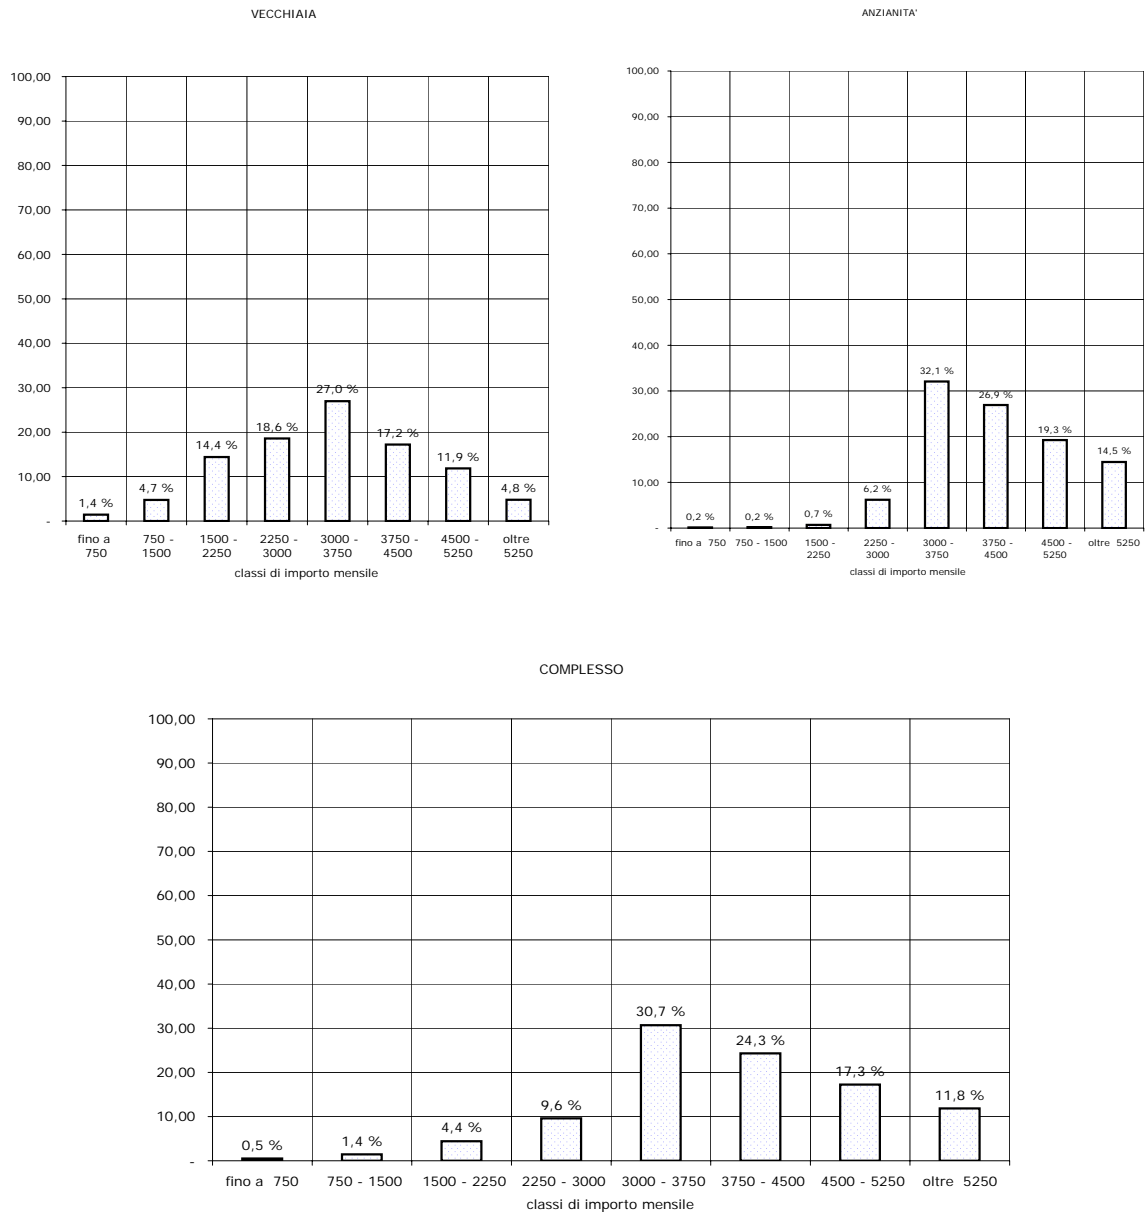 VECCHIAIA
100,00
90,00
80,00
70,00
60,00
50,00
40,00
30,00
20,00
10,00
-
1,4 %
4,7 %
14,4 %
18,6 %
27,0 %
17,2 %
11,9 %
4,8 %
fino a 750
750 - 1500
1500 - 2250
2250 - 3000
3000 - 3750
3750 - 4500
4500 - 5250
oltre 5250
classi di importo mensile
ANZIANITA'
100,00
90,00
80,00
70,00
60,00
50,00
40,00
30,00
20,00
10,00
-
0,2 %
0,2 %
0,7 %
6,2 %
32,1 %
26,9 %
19,3 %
14,5 %
fino a 750
750 - 1500
1500 - 2250
2250 - 3000
3000 - 3750
3750 - 4500
4500 - 5250
oltre 5250
classi di importo mensile
COMPLESSO
100,00
90,00
80,00
70,00
60,00
50,00
40,00
30,00
20,00
10,00
-
0,5 %
1,4 %
4,4 %
9,6 %
30,7 %
24,3 %
17,3 %
11,8 %
fino a 750
750 - 1500
1500 - 2250
2250 - 3000
3000 - 3750
3750 - 4500
4500 - 5250
oltre 5250
classi di importo mensile